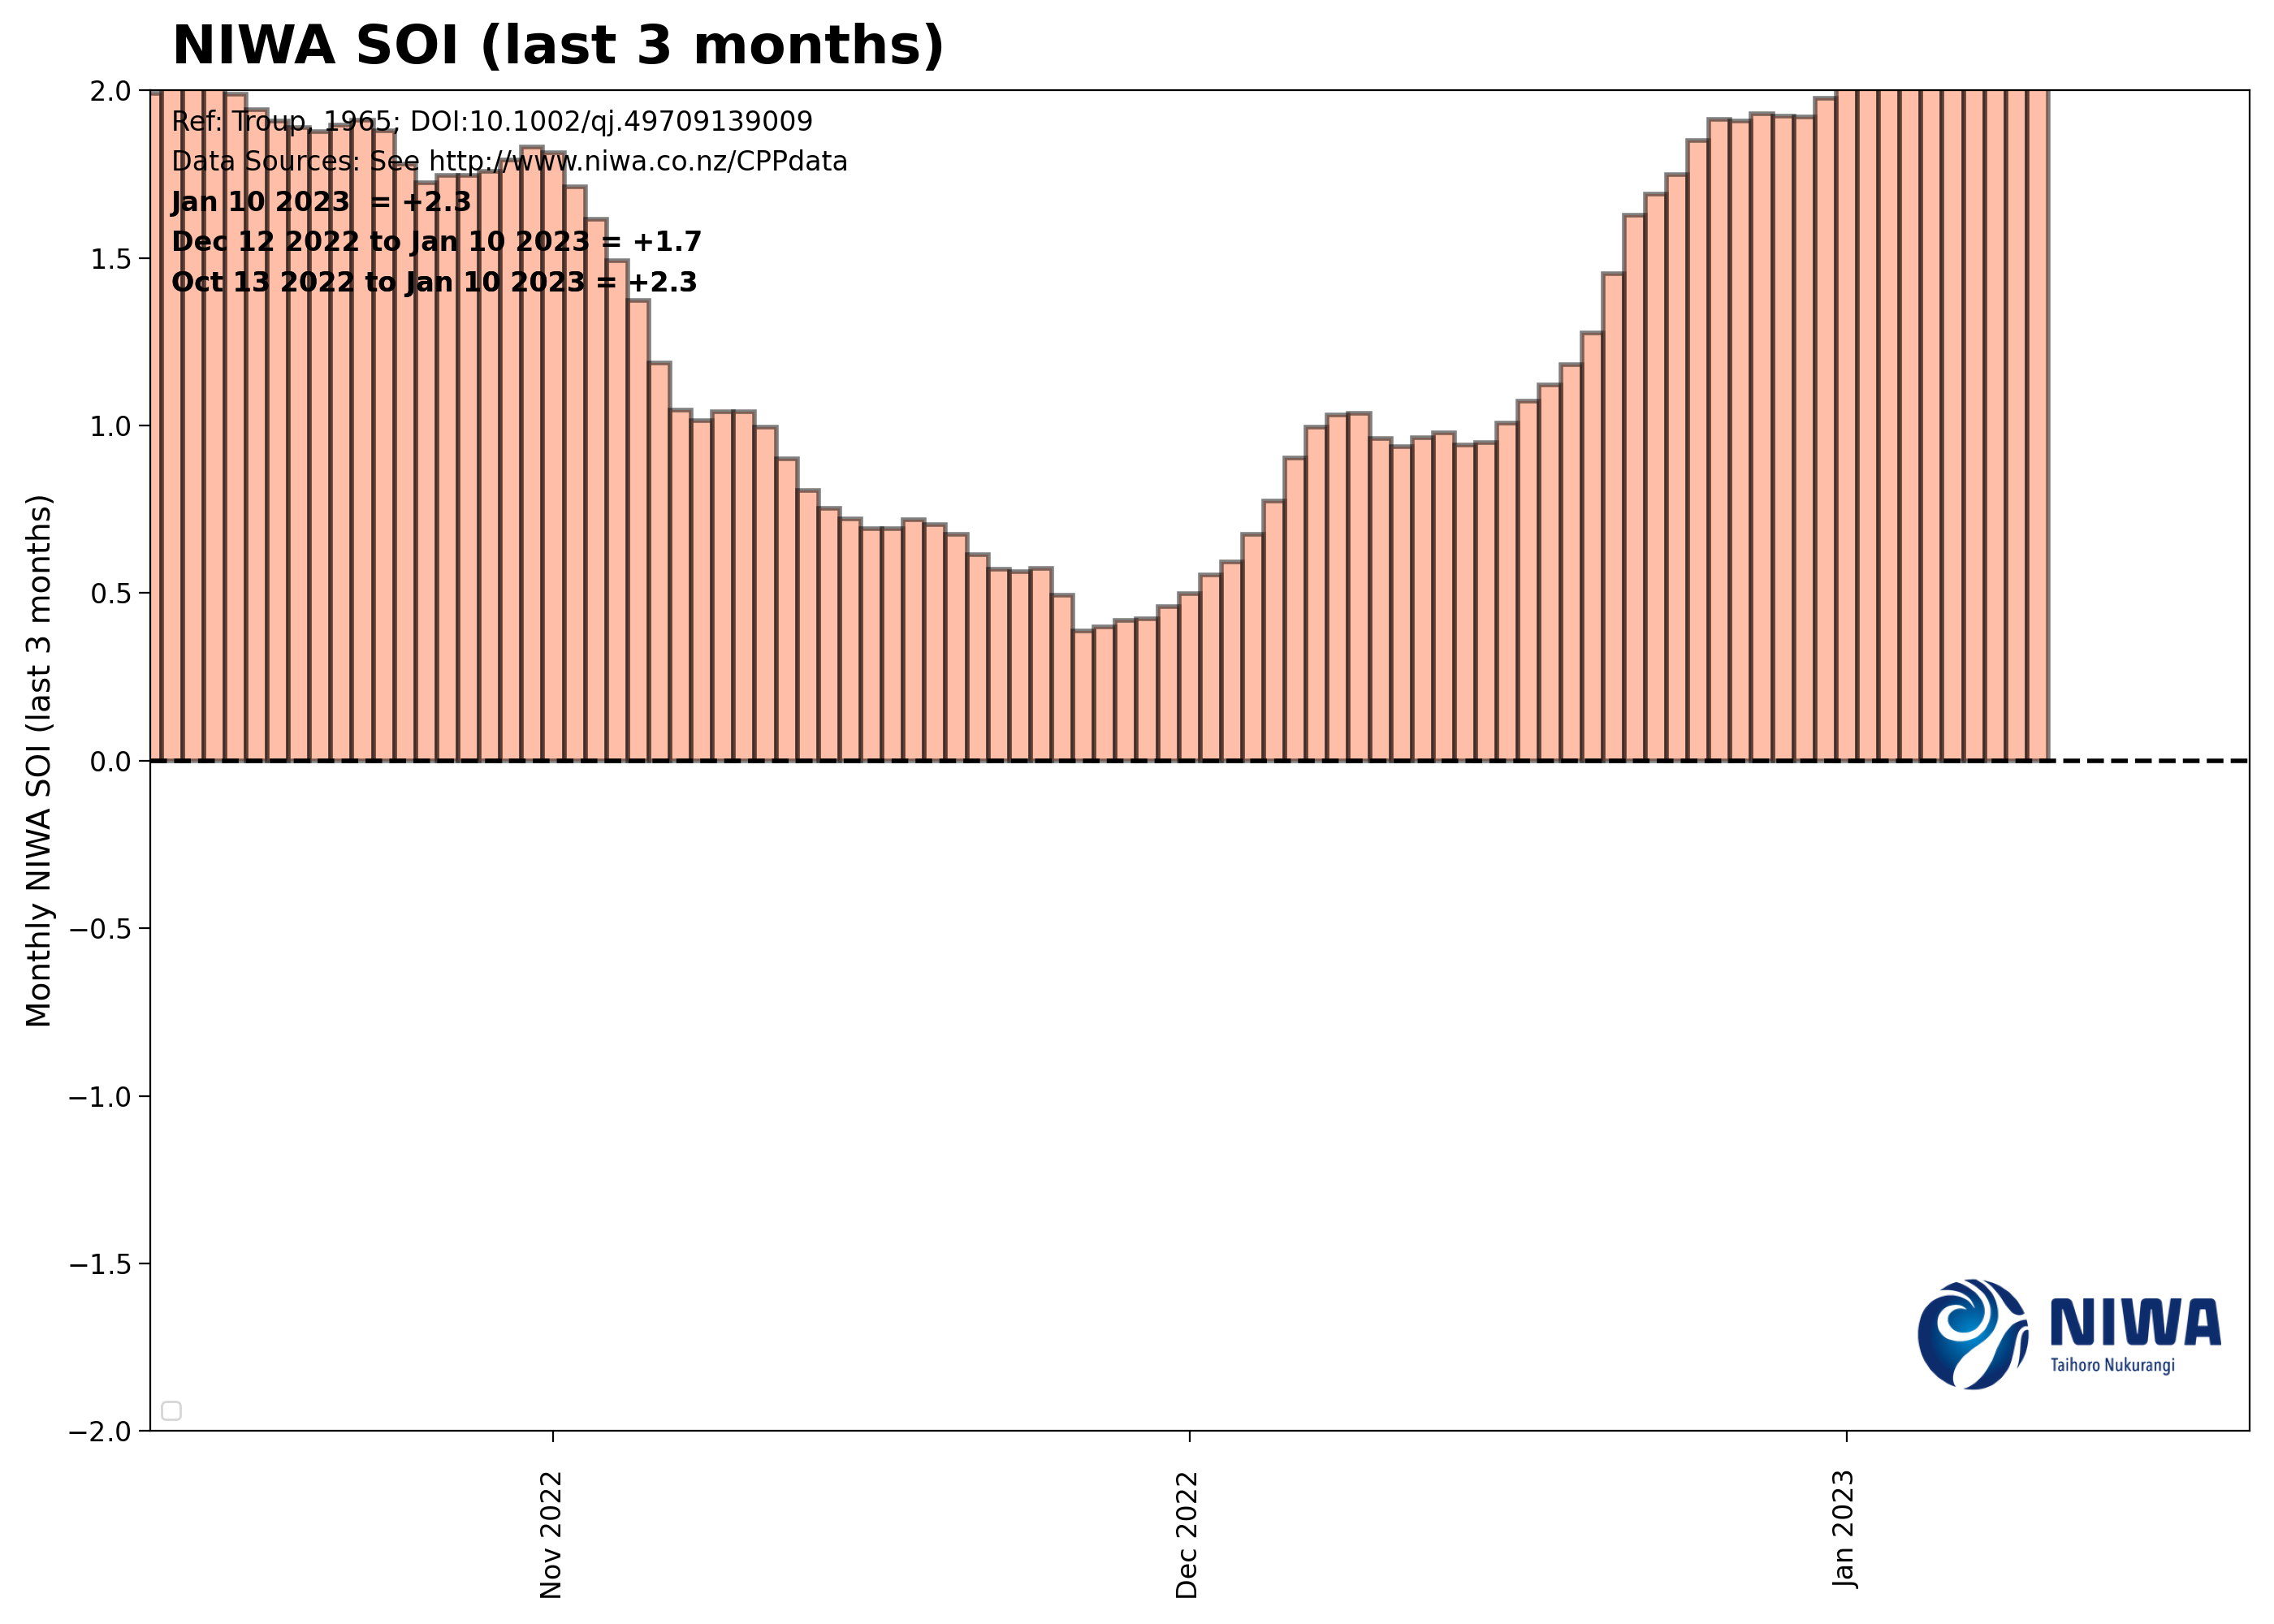 NIWA SOI (last 3 months)
2.0
Ref: Troup, 1965; DOI:10.1002/qj.49709139009
Data Sources: See http://www.niwa.co.nz/CPPdata
Jan 10 2023  = +2.3
Dec 12 2022 to Jan 10 2023 = +1.7
Oct 13 2022 to Jan 10 2023 = +2.3
1.5
1.0
0.5
0.0
−0.5
−1.0
−1.5
−2.0
Monthly NIWA SOI (last 3 months)
NIWA
Taihoro Nukurangi
Nov 2022
Dec 2022
Jan 2023